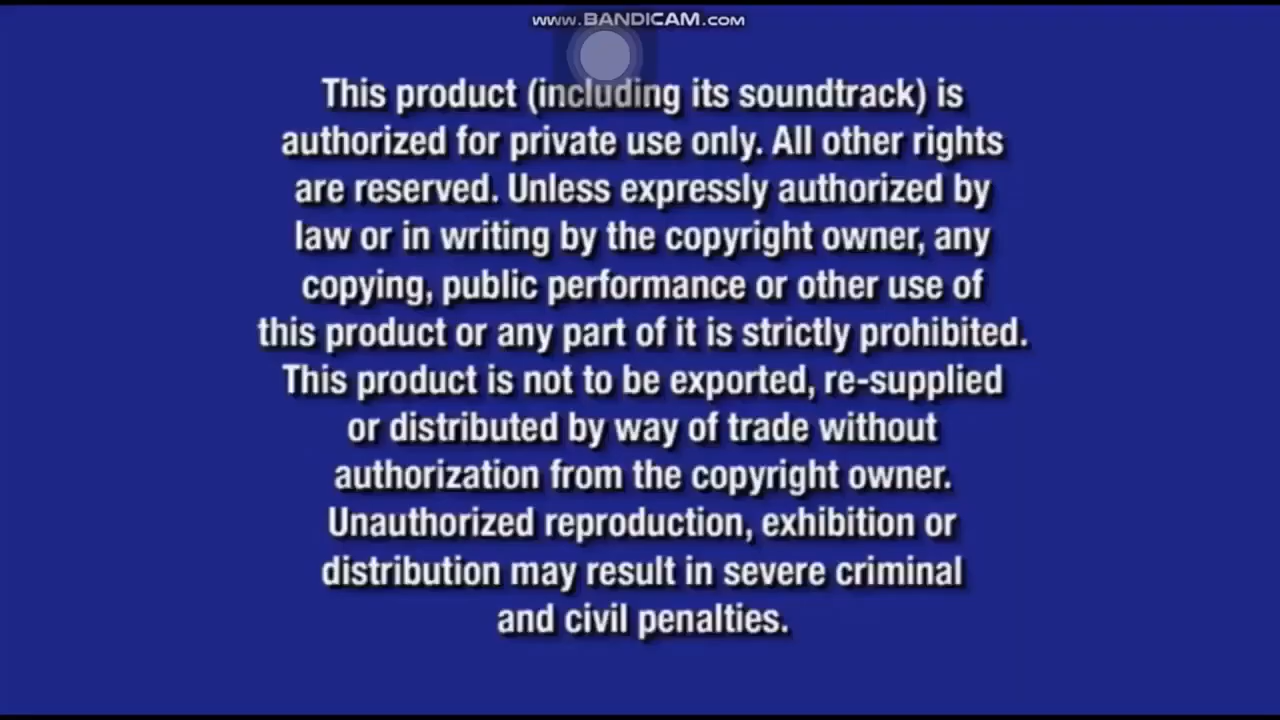 www.BANDICAM.com
This product (including its soundtrack) is
authorized for private use only. All other rights
are reserved. Unless expressly authorized by
law or in writing by the copyright owner, any
copying, public performance or other use of
this product or any part of it is strictly prohibited.
This product is not to be exported, re-supplied
or distributed by way of trade without
authorization from the copyright owner.
Unauthorized reproduction, exhibition or
distribution may result in severe criminal
and civil penalties.